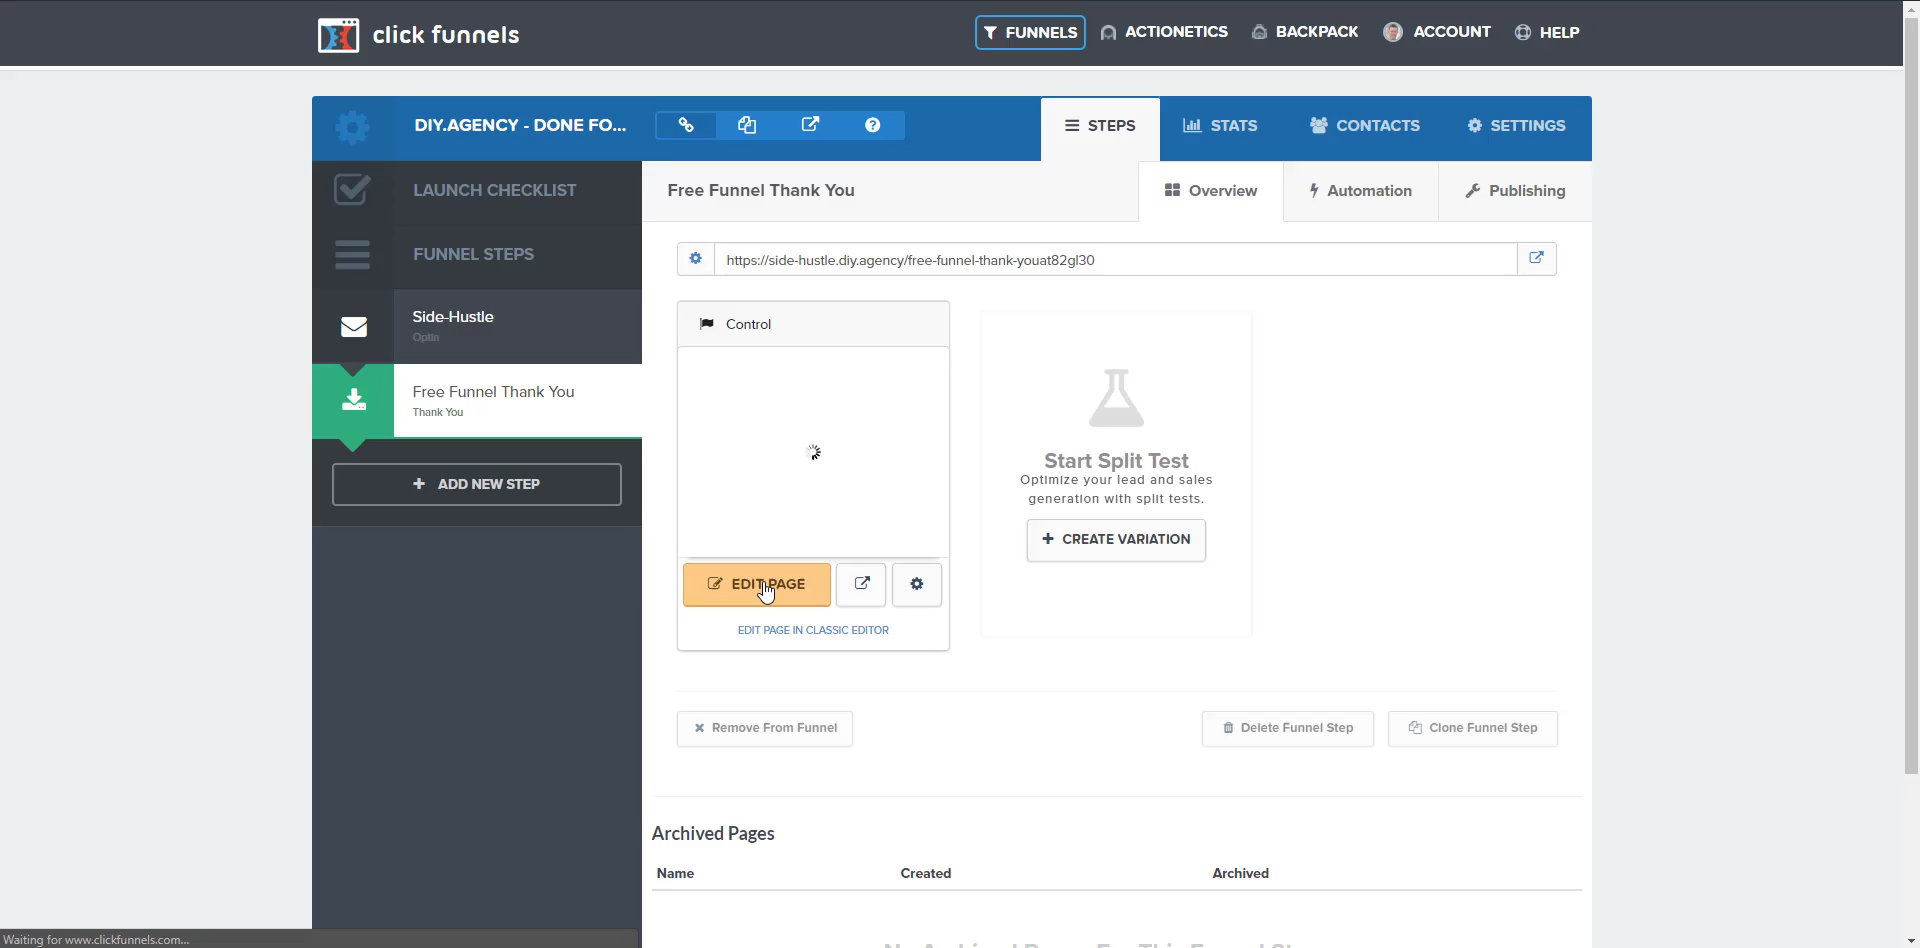 click funnels
FUNNELS
ACTIONETICS
BACKPACK
ACCOUNT
HELP
DIY.AGENCY - DONE FO...
STEPS
STATS
CONTACTS
SETTINGS
LAUNCH CHECKLIST
Free Funnel Thank You
Overview
Automation
Publishing
FUNNEL STEPS
https://side-hustle.diy.agency/free-funnel-thank-youat82gl30
Side-Hustle
Optin
Control
Free Funnel Thank You
Thank You
ADD NEW STEP
Start Split Test
Optimize your lead and sales
generation with split tests.
CREATE VARIATION
EDIT PAGE
EDIT PAGE IN CLASSIC EDITOR
Remove From Funnel
Delete Funnel Step
Clone Funnel Step
Archived Pages
Name
Created
Archived
Waiting for www.clickfunnels.com...